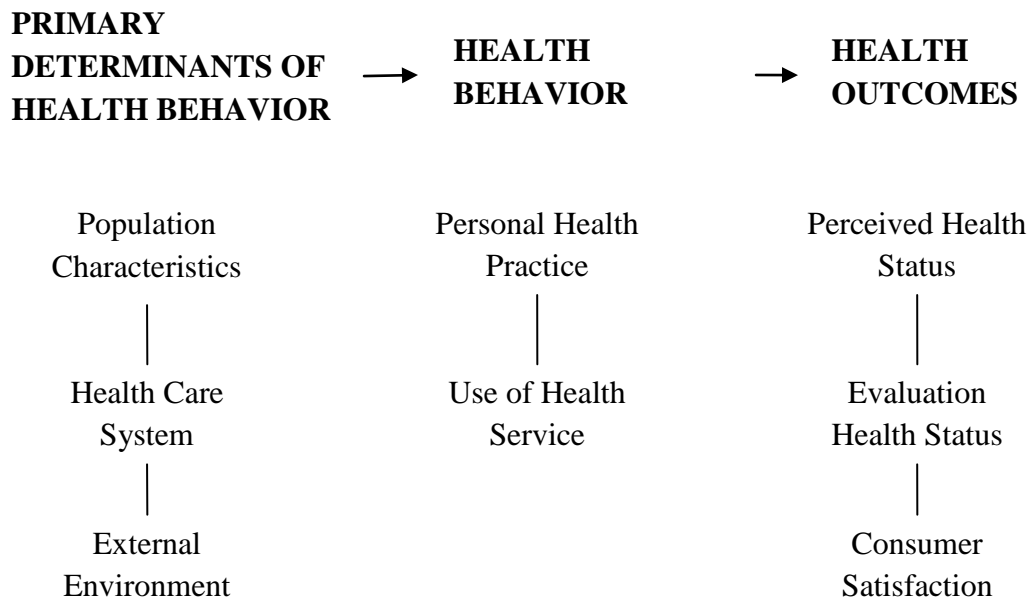 PRIMARY
DETERMINANTS OF
HEALTH BEHAVIOR
HEALTH
BEHAVIOR
HEALTH
OUTCOMES
Population
Characteristics
Health Care
System
External
Environment
Personal Health
Practice
Use of Health
Service
Perceived Health
Status
Evaluation
Health Status
Consumer
Satisfaction